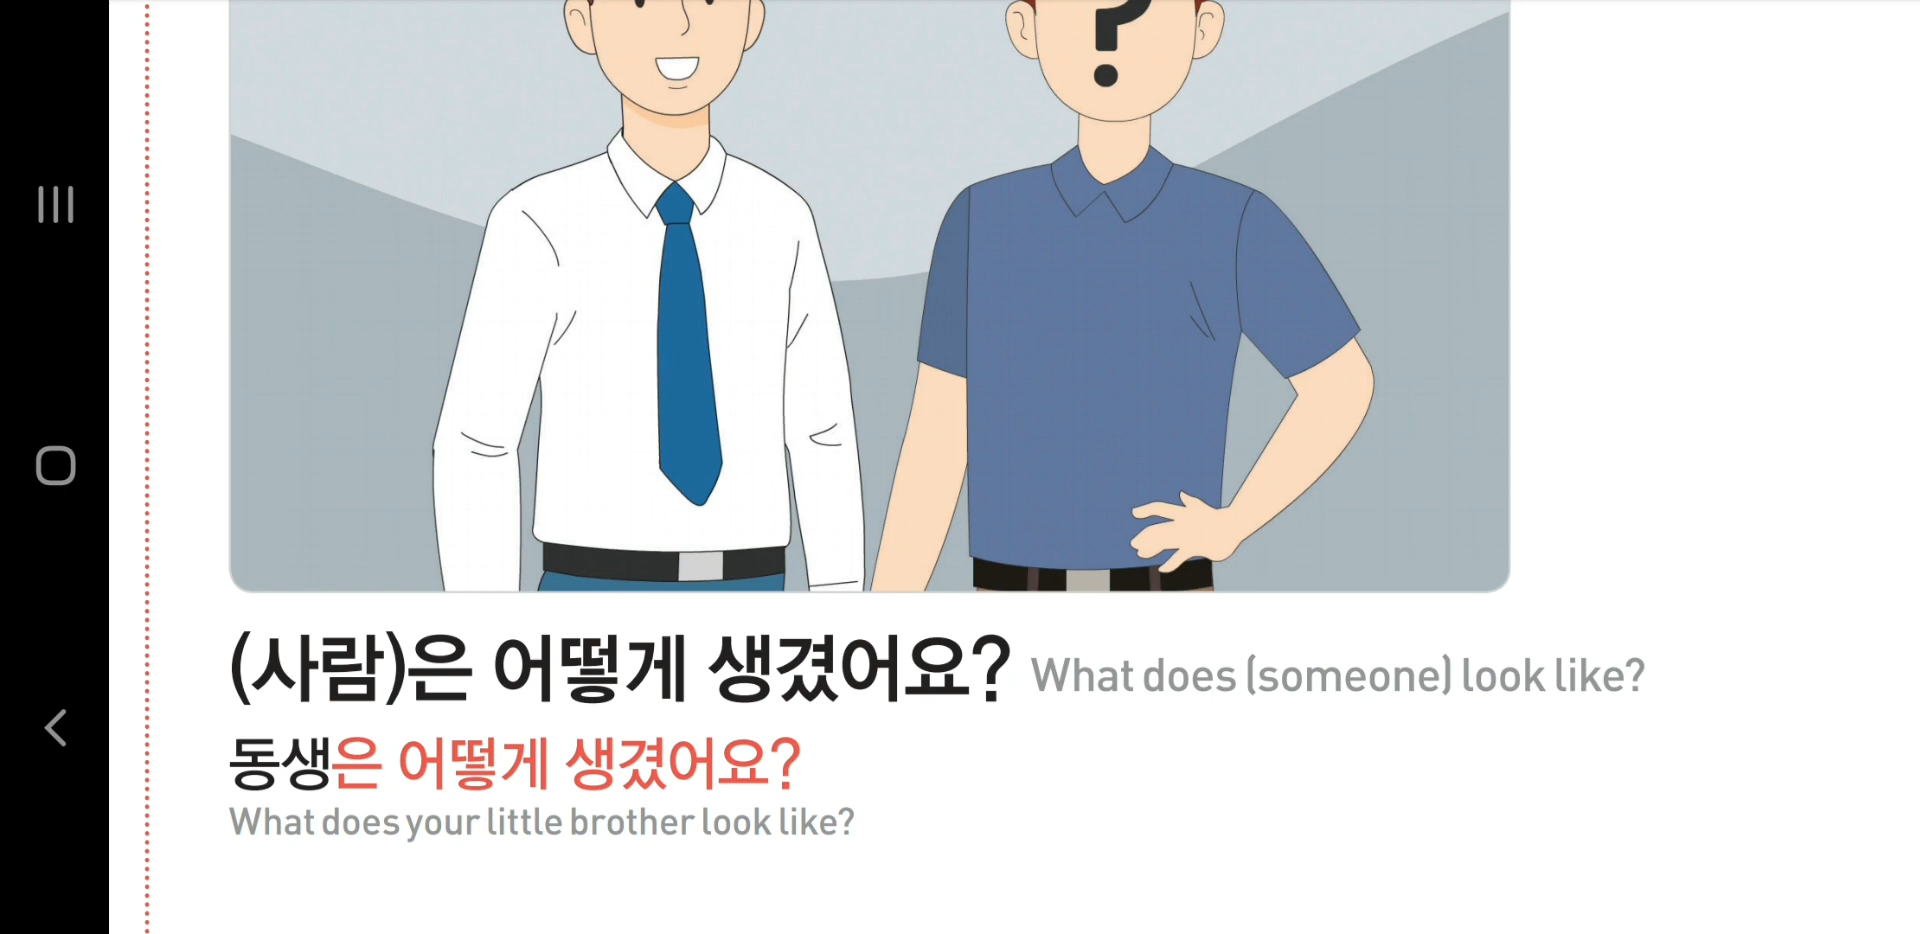 ?
(사람)은 어떻게 생겼어요? What does (someone) look like?
동생은 어떻게 생겼어요?
What does your little brother look like?